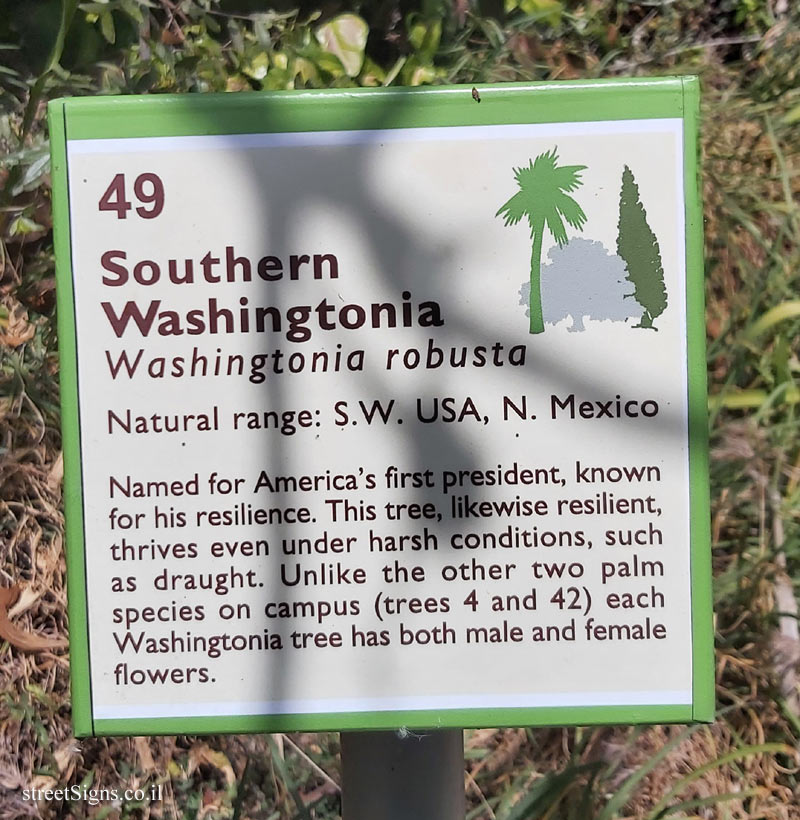 49
Southern
Washingtonia
Washingtonia robusta
Natural range: S.W. USA, N. Mexico
Named for America's first president, known
for his resilience. This tree, likewise resilient,
thrives even under harsh conditions, such
as draught. Unlike the other two palm
species on campus (trees 4 and 42) each
Washingtonia tree has both male and female
flowers.
streetSigns.co.il